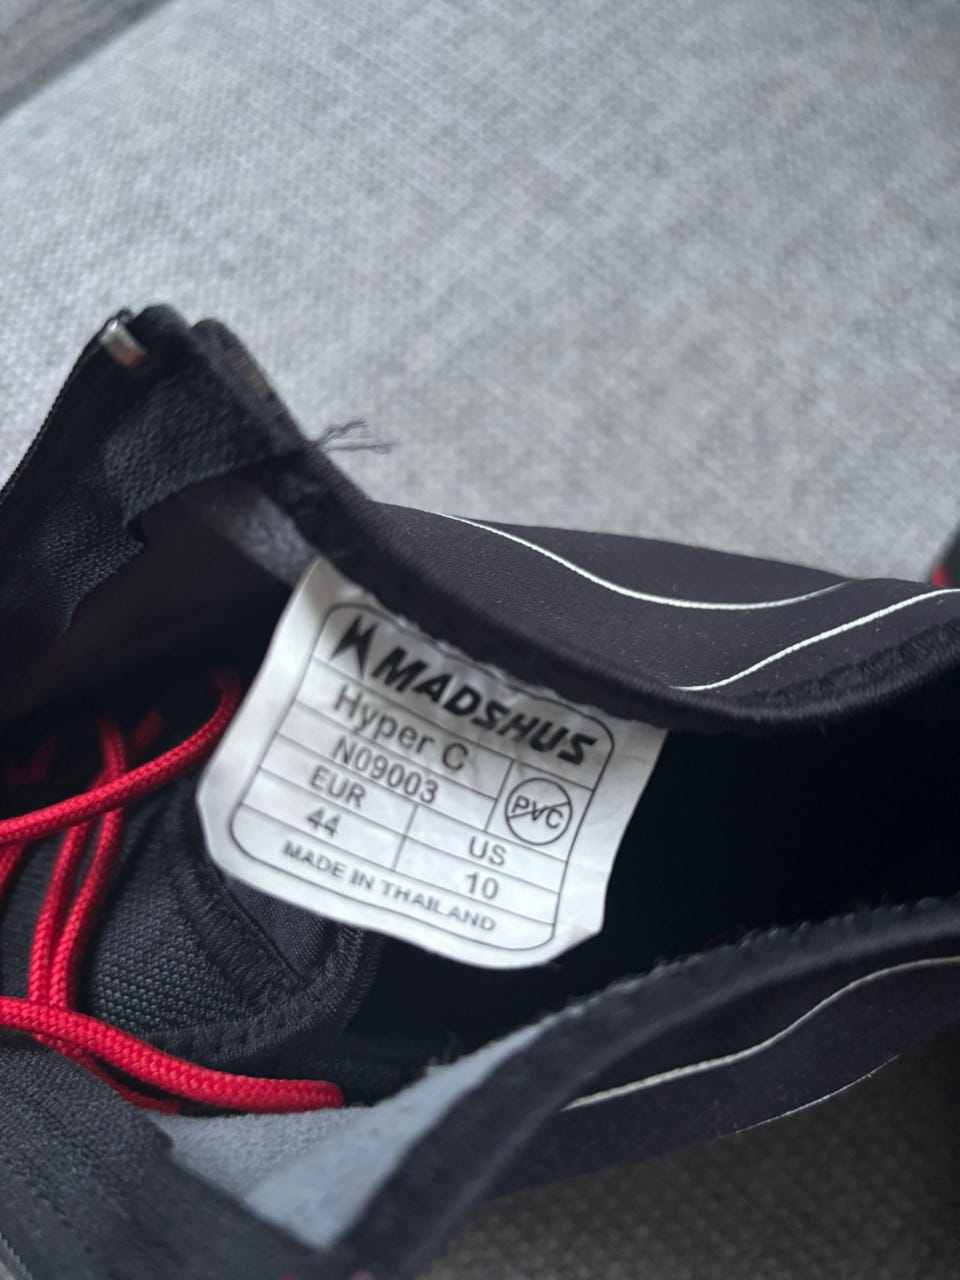 MADSHUS
Hyper C
N09003
PVC
EUR
US
44
10
MADE IN THAILAND